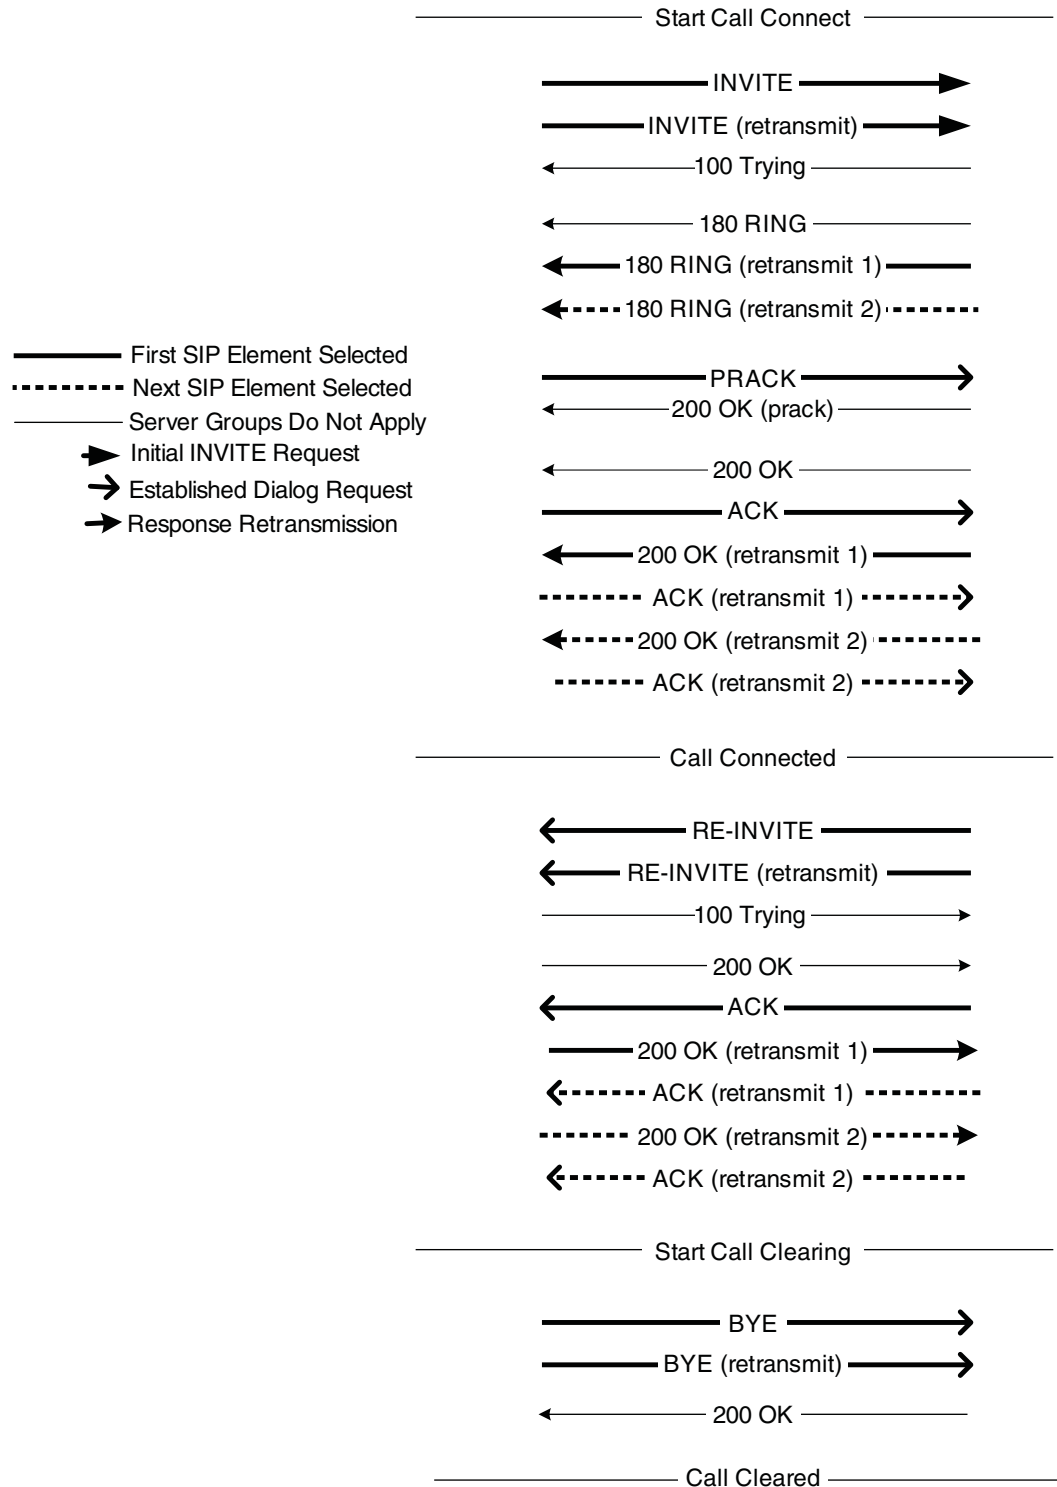 Start Call Connect
INVITE
INVITE (retransmit)
100 Trying
180 RING
180 RING (retransmit 1)
180 RING (retransmit 2)
First SIP Element Selected
Next SIP Element Selected
Server Groups Do Not Apply
Initial INVITE Request
Established Dialog Request
Response Retransmission
PRACK
200 OK (prack)
200 OK
ACK
200 OK (retransmit 1)
ACK (retransmit 1)
200 OK (retransmit 2)
ACK (retransmit 2)
Call Connected
RE-INVITE
RE-INVITE (retransmit)
100 Trying
200 OK
ACK
200 OK (retransmit 1)
ACK (retransmit 1)
200 OK (retransmit 2)
ACK (retransmit 2)
Start Call Clearing
BYE
BYE (retransmit)
200 OK
Call Cleared